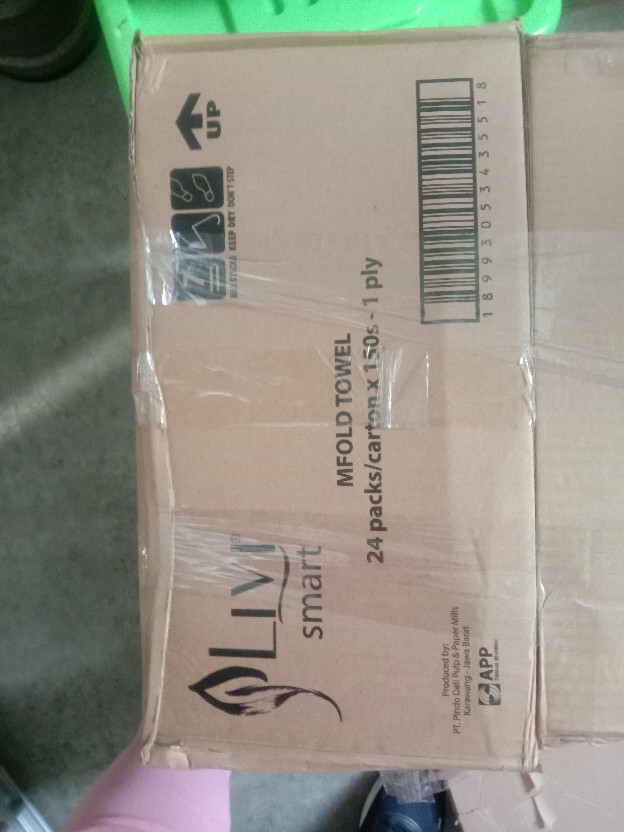 LIVI®
smart
MFOLD TOWEL
24 packs/carton x 150s - 1 ply
UP
KEEP DRY DON'T STEP
1 8 9 9 3 0 5 3 4 3 5 5 1 8
Produced by:
PT. Pindo Deli Pulp & Paper Mills
Karawang - Jawa Barat
APP